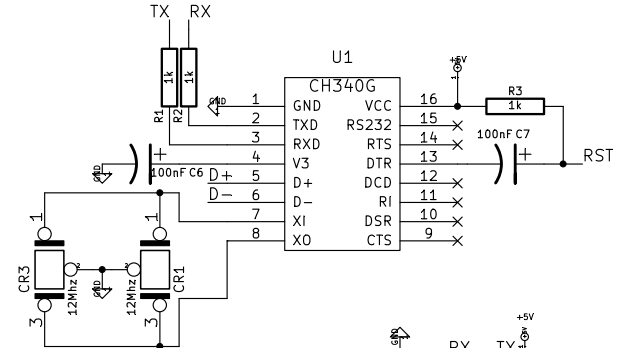 TX RX
U1
CH340G
+5V
1
R1 1k
R2 1k
R3
1k
GND 1 GND
2 TXD
3 RXD
4 V3
5 D+
6 D-
7 XI
8 XO
VCC 16
RS232 15
RTS 14
DTR 13
DCD 12
RI 11
DSR 10
CTS 9
100nF C7
RST
+
100nF C6
+
GND
D+
D-
1 1
CR3 2 2 CR1
12Mhz GND 12Mhz
3 3
+5V
GND RX TX 1